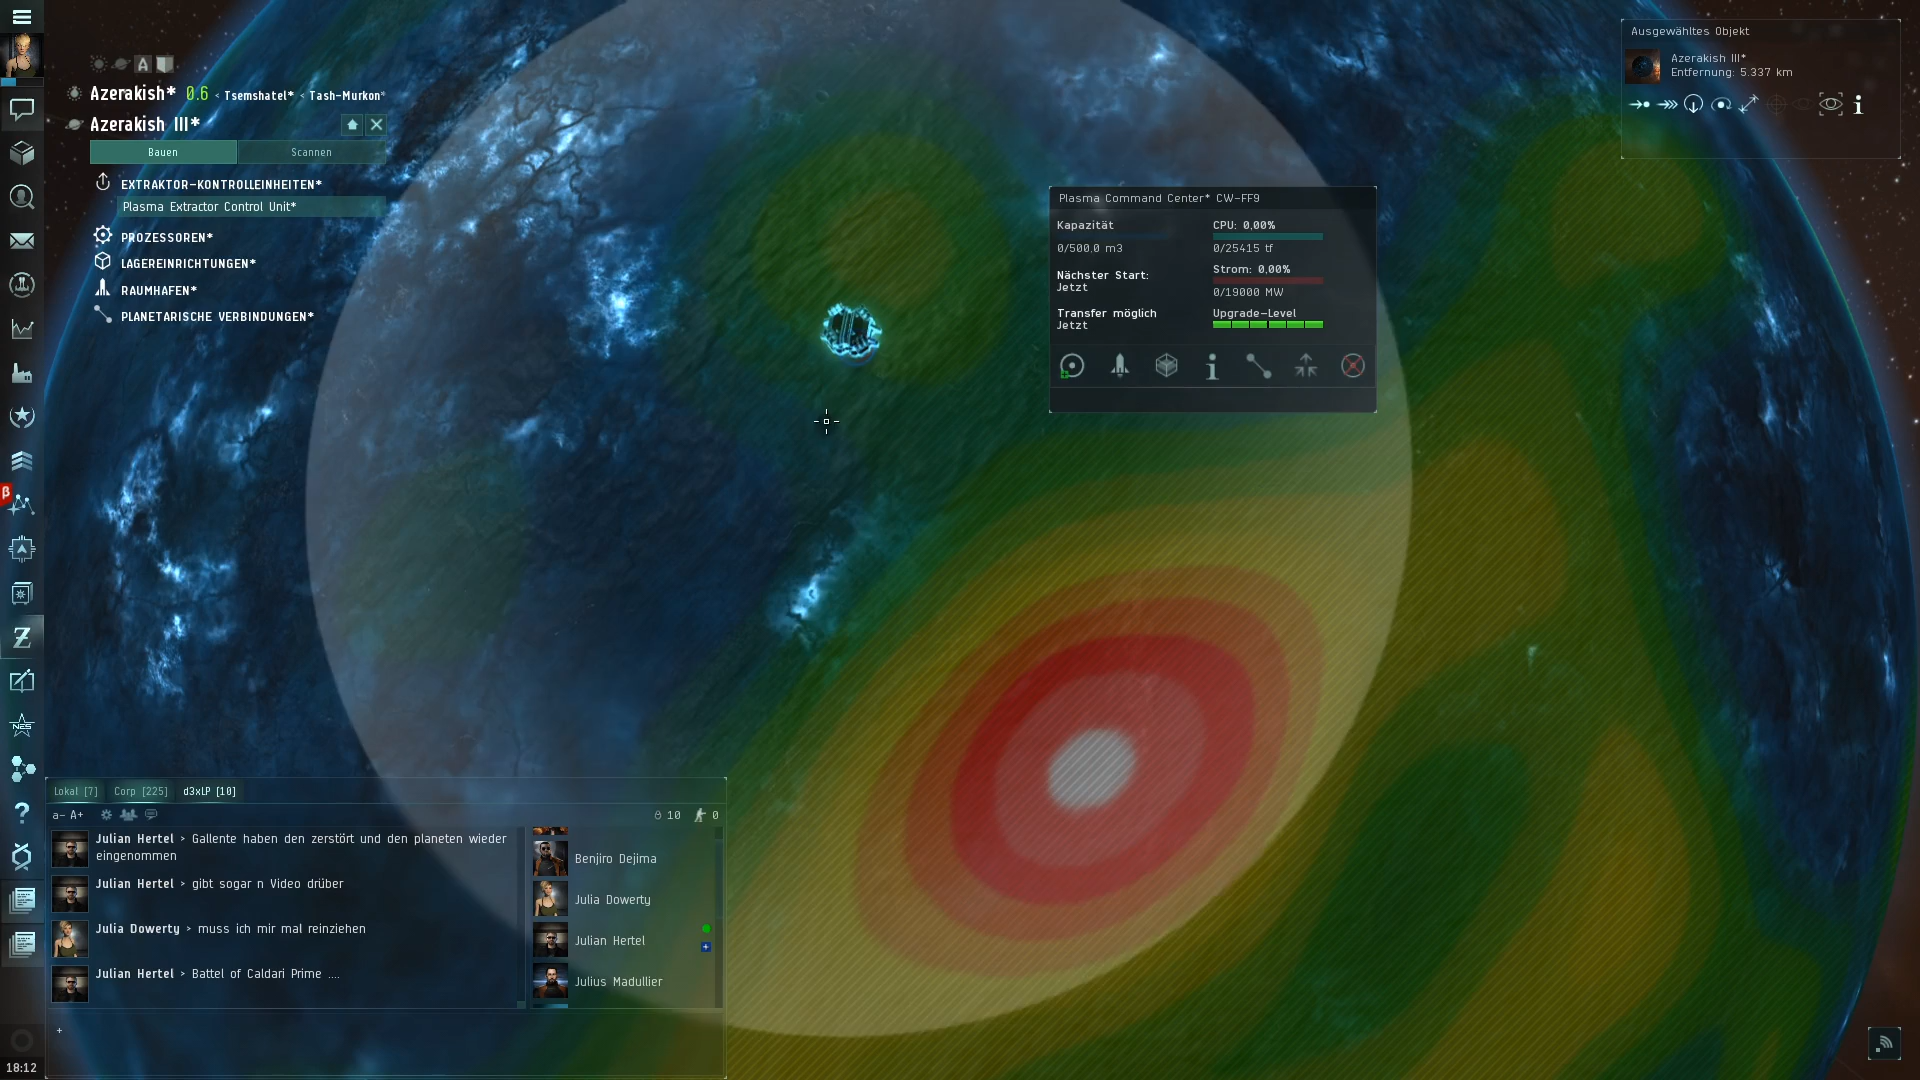 Azerakish* 0.6 < Tsemshatel* < Tash-Murkon*
Azerakish III*
Bauen
Scannen
EXTRAKTOR-KONTROLLEINHEITEN*
Plasma Extractor Control Unit*
PROZESSOREN*
LAGEREINRICHTUNGEN*
RAUMHAFEN*
PLANETARISCHE VERBINDUNGEN*
A
β
NES
18:12
Ausgewähltes Objekt
Azerakish III*
Entfernung: 5.337 km
Plasma Command Center* CW-FF9
Kapazität
0/500,0 m3
Nächster Start:
Jetzt
Transfer möglich
Jetzt
CPU: 0,00%
0/25415 tf
Strom: 0,00%
0/19000 MW
Upgrade-Level
Lokal [7]
Corp [225]
d3xLP [10]
a- A+
10
0
Julian Hertel > Gallente haben den zerstört und den planeten wieder
eingenommen
Julian Hertel > gibt sogar n Video drüber
Julia Dowerty > muss ich mir mal reinziehen
Julian Hertel > Battel of Caldari Prime ....
Benjiro Dejima
Julia Dowerty
Julian Hertel
Julius Madullier